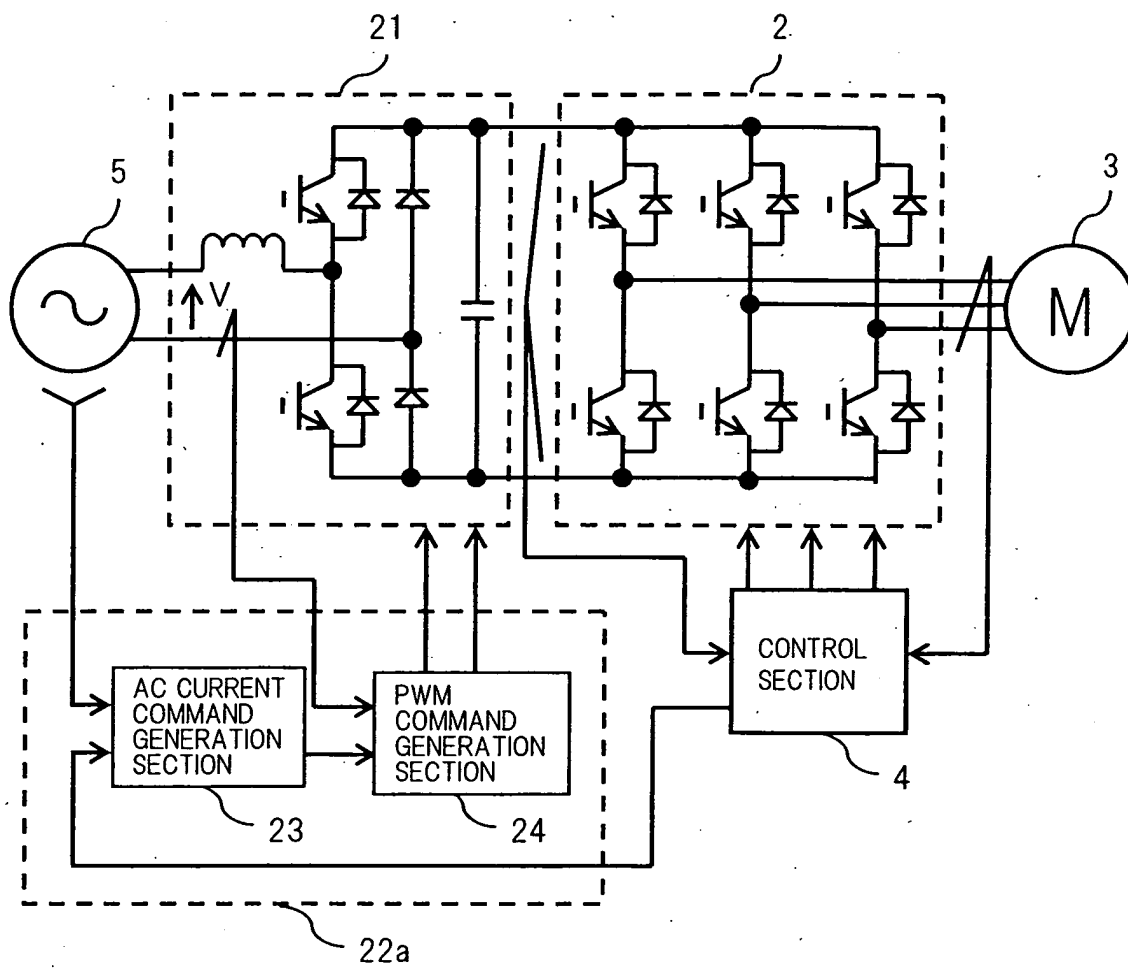 21
2
5
3
V
M
CONTROL
SECTION
AC CURRENT
COMMAND
GENERATION
SECTION
PWM
COMMAND
GENERATION
SECTION
4
23
24
22a